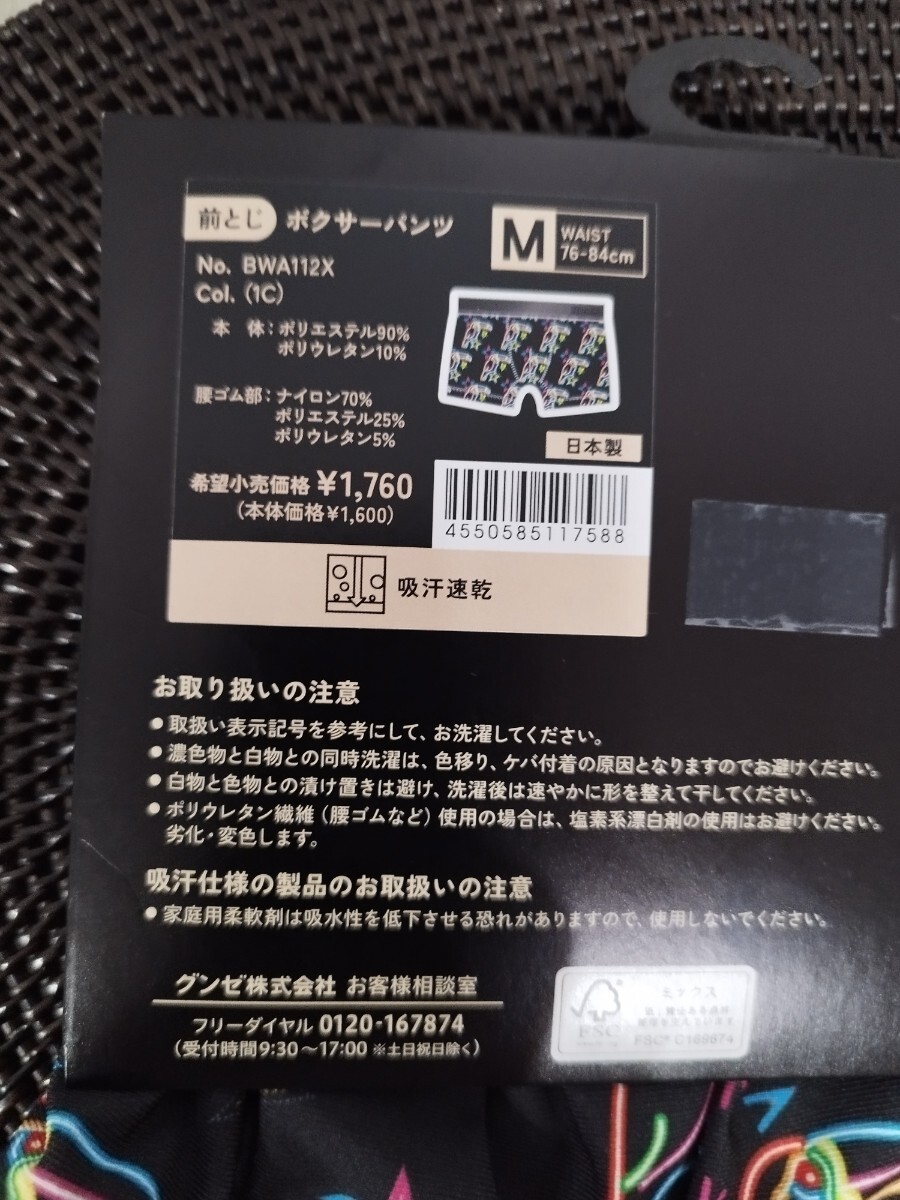 前とじ ボクサーパンツ
M WAIST 76-84cm
No. BWA112X
Col. (1C)
本 体：ポリエステル90%
ポリウレタン10%
腰ゴム部：ナイロン70%
ポリエステル25%
ポリウレタン5%
日本製
希望小売価格 ¥1,760
（本体価格¥1,600）
4550585117588
吸汗速乾
お取り扱いの注意
● 取扱い表示記号を参考にして、お洗濯してください。
● 濃色物と白物との同時洗濯は、色移り、ケバ付着の原因となりますのでお避けください。
● 白物と色物との漬け置きは避け、洗濯後は速やかに形を整えて干してください。
● ポリウレタン繊維（腰ゴムなど）使用の場合は、塩素系漂白剤の使用はお避けください。
劣化・変色します。
吸汗仕様の製品のお取扱いの注意
● 家庭用柔軟剤は吸水性を低下させる恐れがありますので、使用しないでください。
グンゼ株式会社 お客様相談室
フリーダイヤル 0120-167874
（受付時間9:30～17:00 ※土日祝日除く）
ミックス
FSC